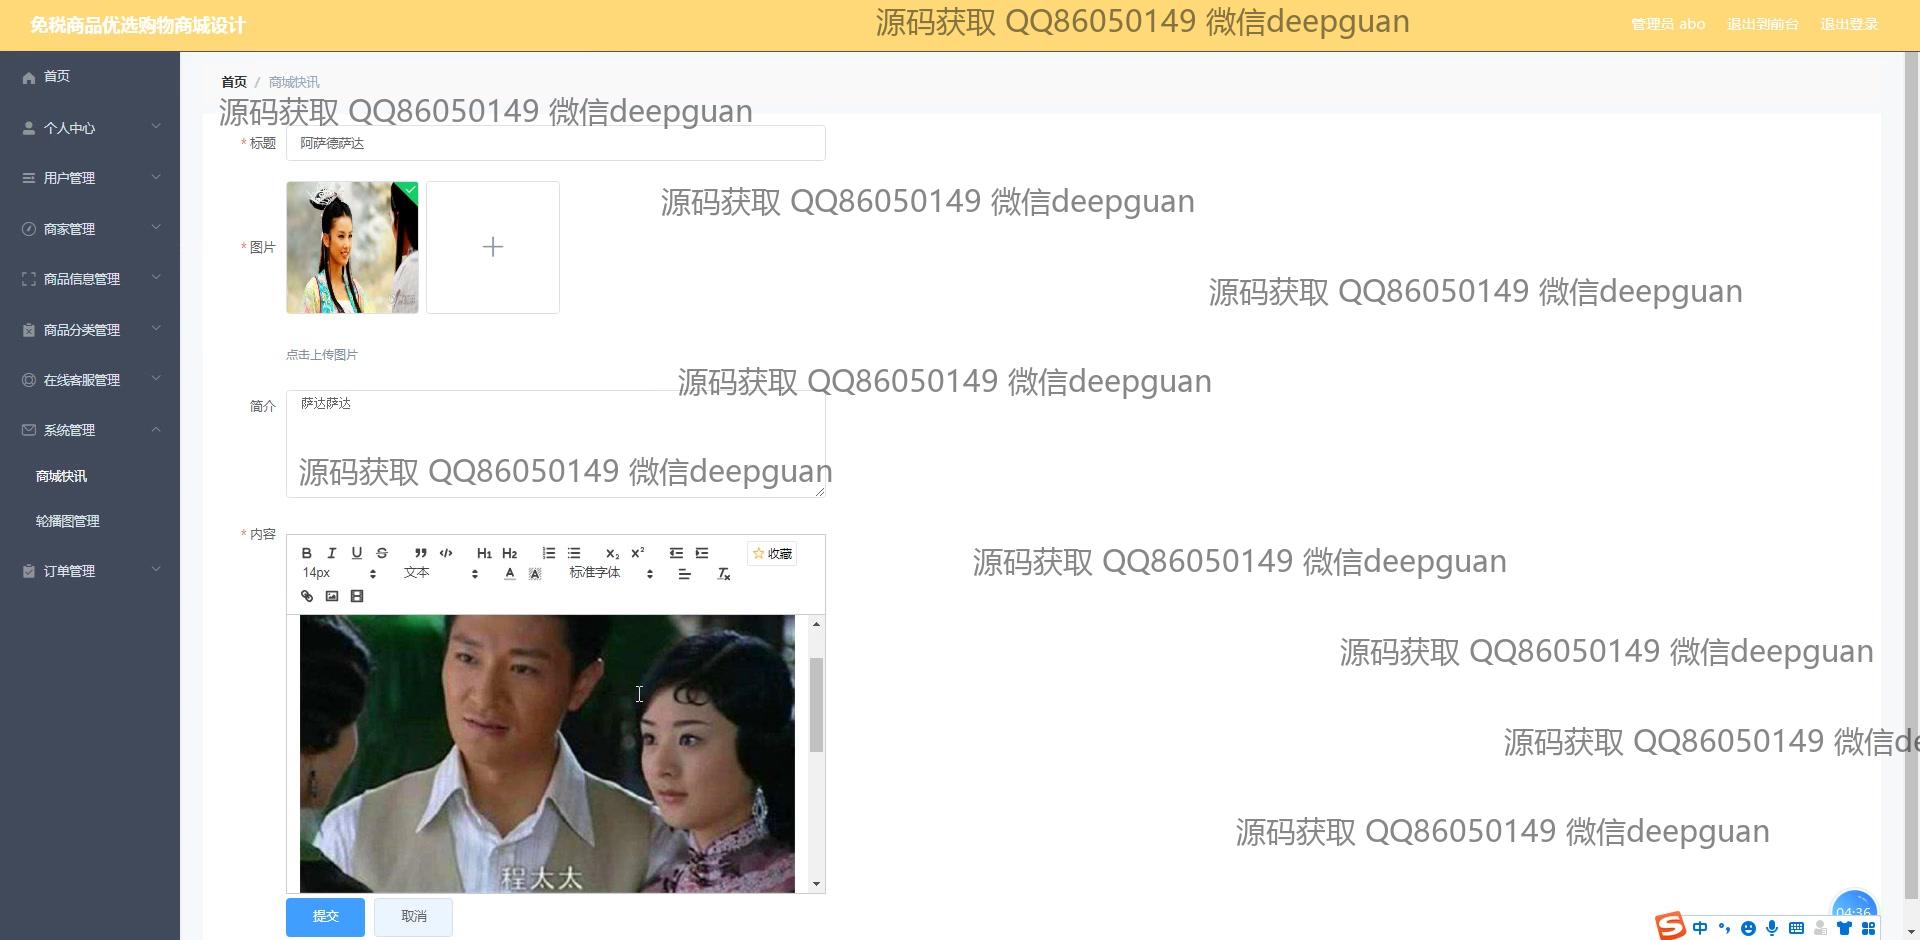 免税商品优选购物商城设计
源码获取 QQ86050149 微信deepguan
管理员 abo 退出到前台 退出登录
首页
首页 / 商城快讯
源码获取 QQ86050149 微信deepguan
个人中心
* 标题 阿萨德萨达
用户管理
源码获取 QQ86050149 微信deepguan
商家管理
* 图片
商品信息管理
源码获取 QQ86050149 微信deepguan
商品分类管理
点击上传图片
在线客服管理
源码获取 QQ86050149 微信deepguan
简介 萨达萨达
系统管理
商城快讯
源码获取 QQ86050149 微信deepguan
轮播图管理
* 内容
B I U S H1 H2 x₂ x² 收藏
14px 文本 A A 标准字体 Tx
源码获取 QQ86050149 微信deepguan
订单管理
源码获取 QQ86050149 微信deepguan
源码获取 QQ86050149 微信de
源码获取 QQ86050149 微信deepguan
程太太
提交 取消
04:36
S 中